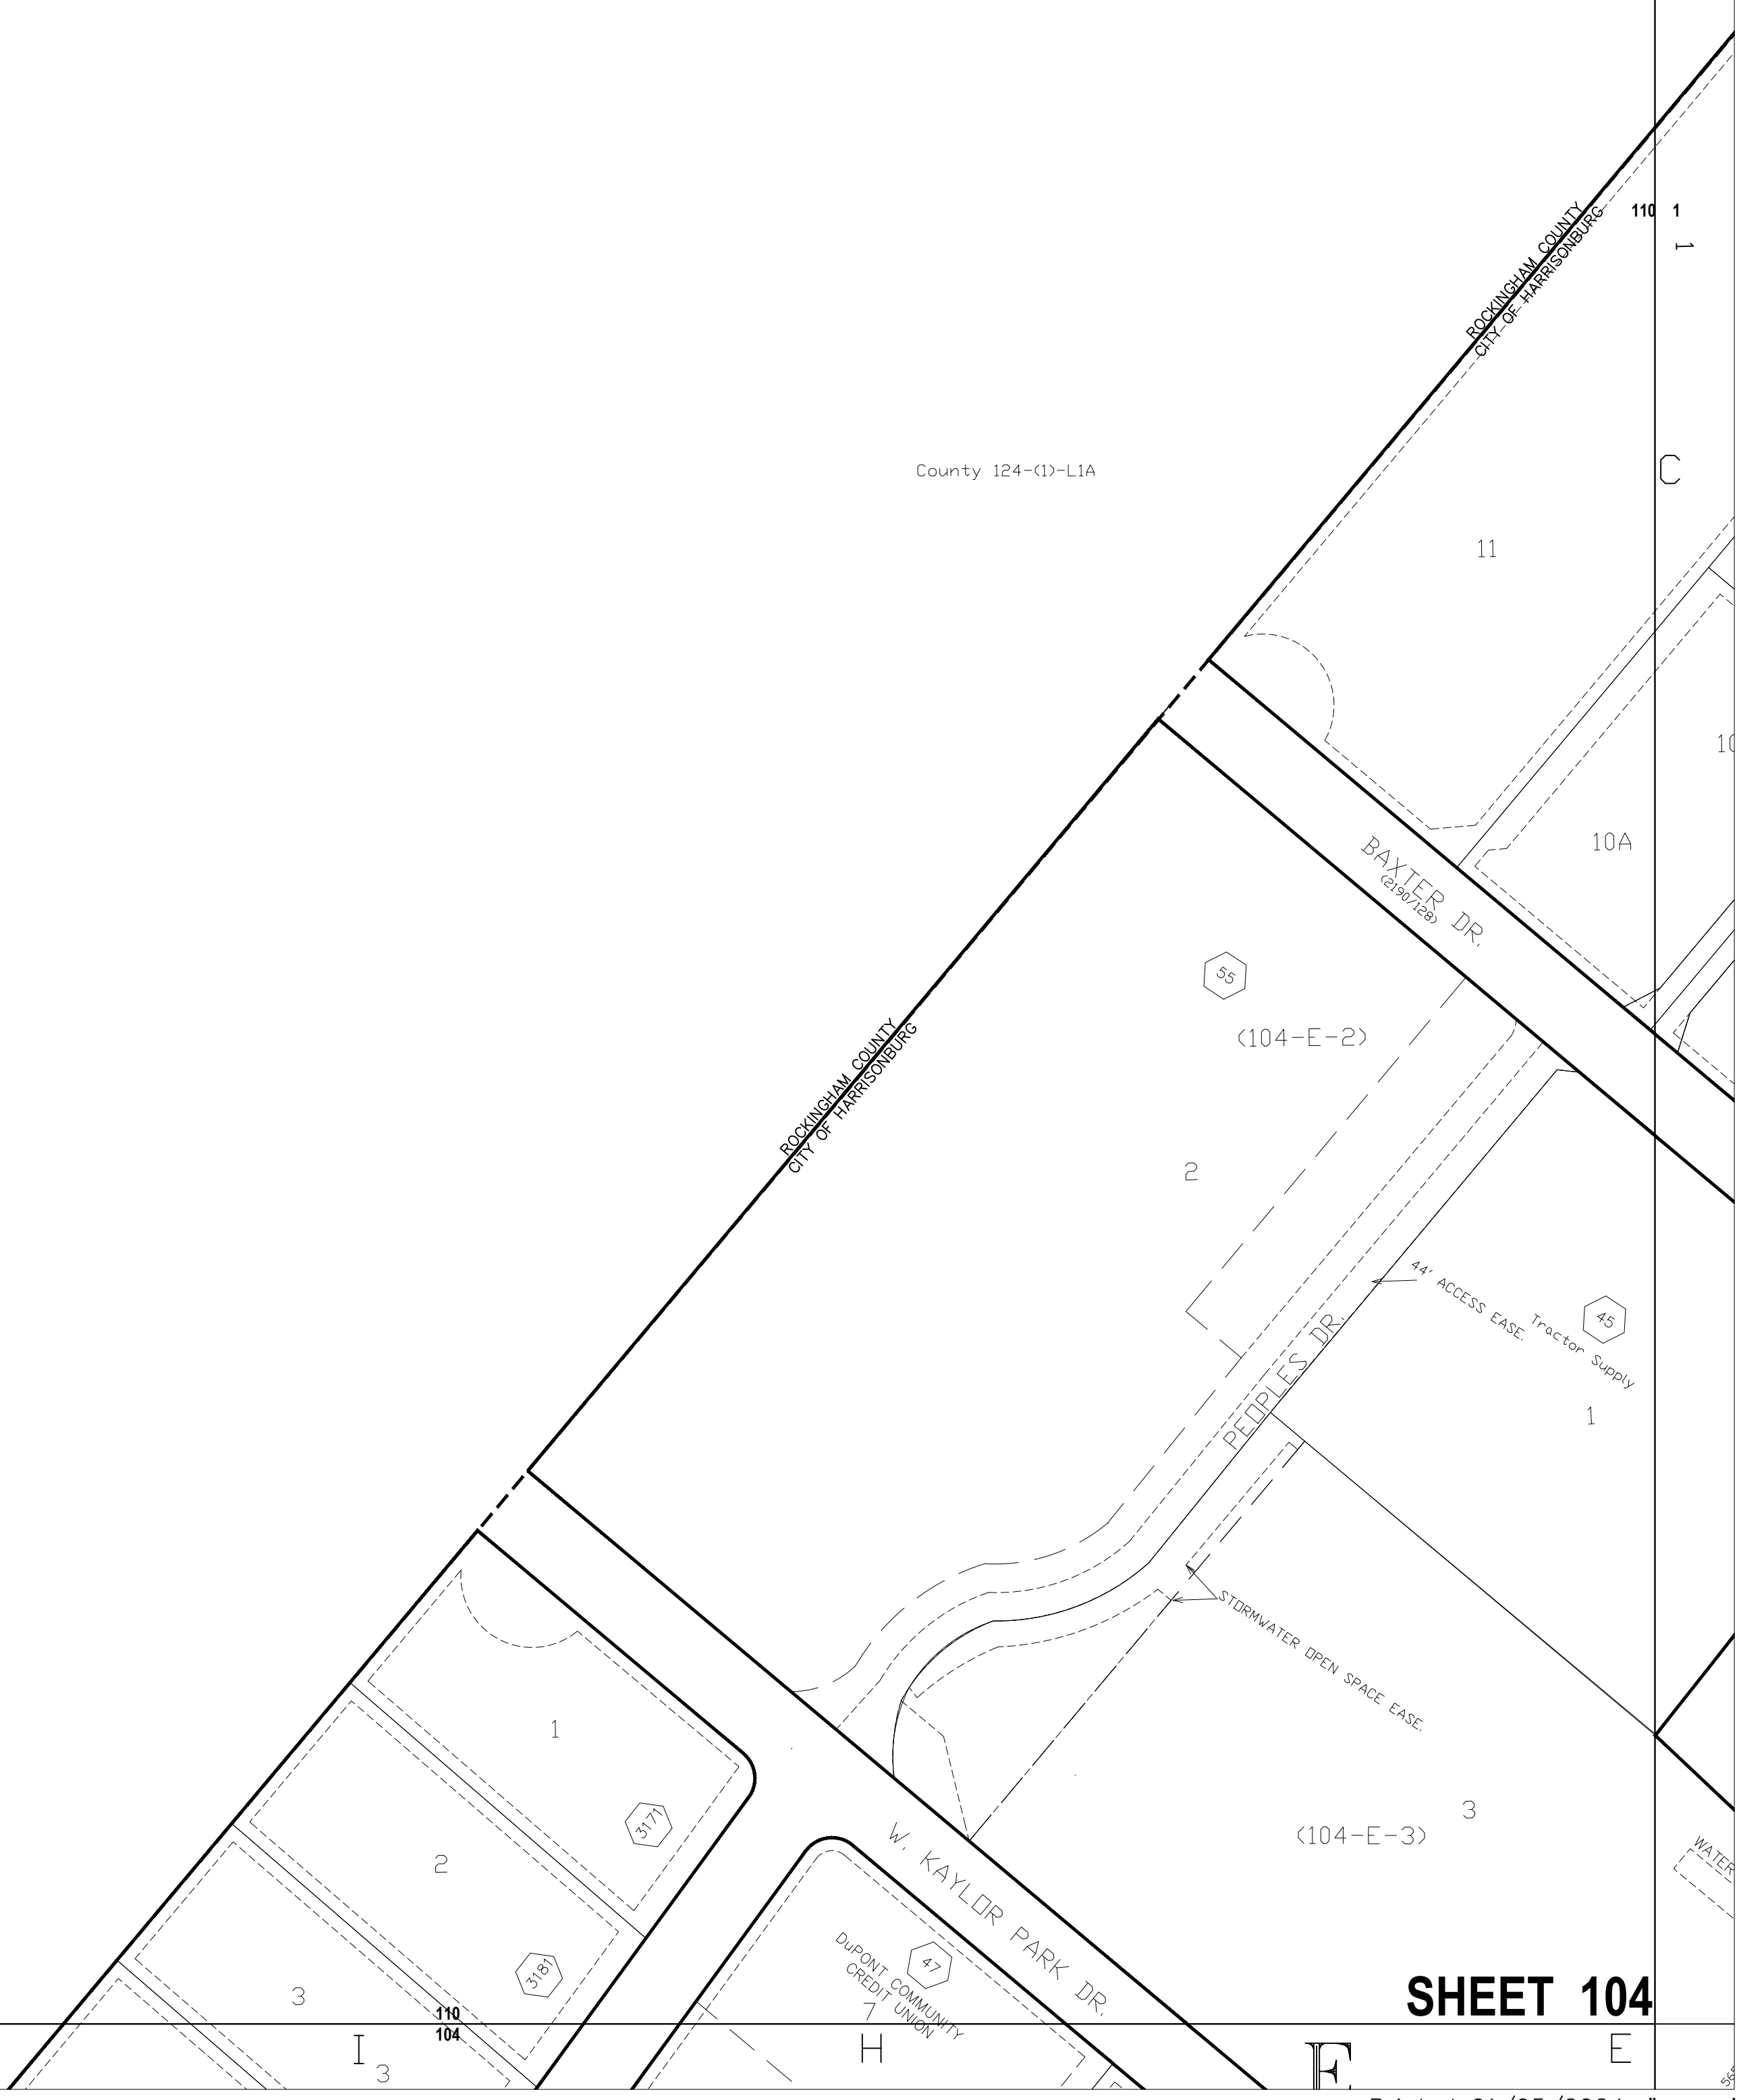 ROCKINGHAM COUNTY
CITY OF HARRISONBURG
110 1
1
County 124-(1)-L1A
C
11
10A
BAXTER DR.
(2190/128)
55
(104-E-2)
ROCKINGHAM COUNTY
CITY OF HARRISONBURG
2
44' ACCESS EASE.
45
Tractor Supply
1
PEOPLES DR.
STORMWATER OPEN SPACE EASE.
1
3171
3
(104-E-3)
W. KAYLOR PARK DR.
WATER
2
3181
47
DuPONT COMMUNITY
CREDIT UNION
7
3
SHEET 104
110
104
I
H
E
E
3